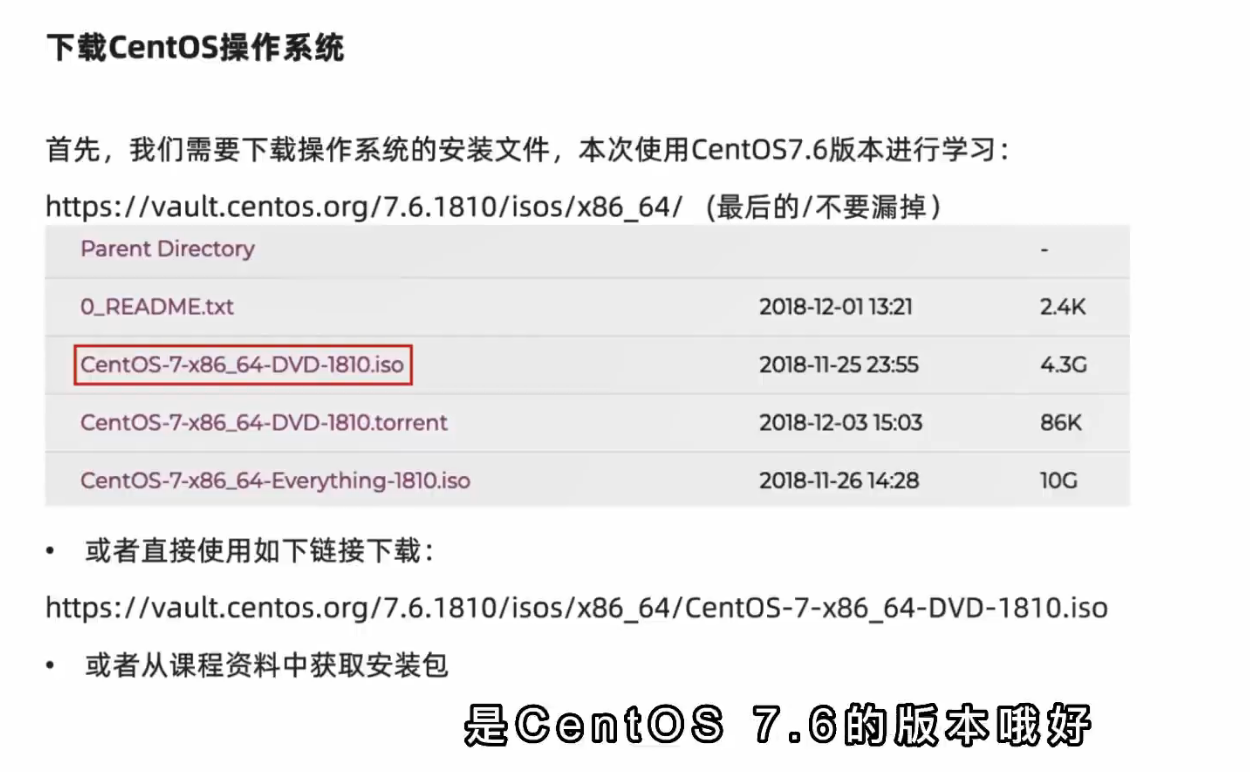 下载CentOS操作系统
首先，我们需要下载操作系统的安装文件，本次使用CentOS7.6版本进行学习：
https://vault.centos.org/7.6.1810/isos/x86_64/ （最后的/不要漏掉）
Parent Directory -
0_README.txt 2018-12-01 13:21 2.4K
CentOS-7-x86_64-DVD-1810.iso 2018-11-25 23:55 4.3G
CentOS-7-x86_64-DVD-1810.torrent 2018-12-03 15:03 86K
CentOS-7-x86_64-Everything-1810.iso 2018-11-26 14:28 10G
• 或者直接使用如下链接下载：
https://vault.centos.org/7.6.1810/isos/x86_64/CentOS-7-x86_64-DVD-1810.iso
• 或者从课程资料中获取安装包
是CentOS 7.6的版本哦好